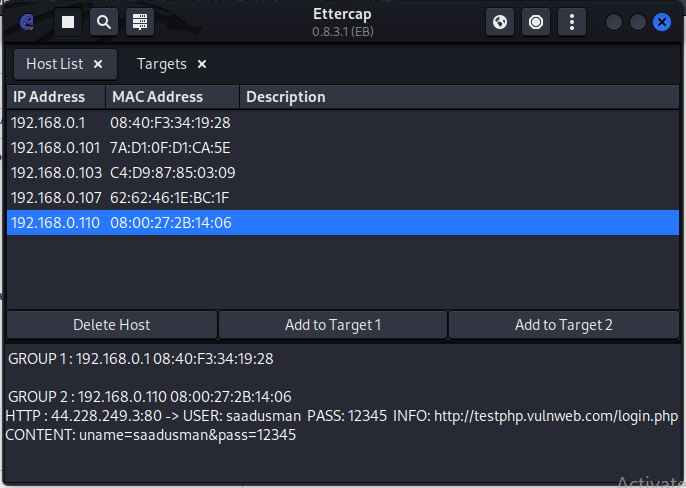 Ettercap
0.8.3.1 (EB)
Host List × Targets ×
IP Address MAC Address Description
192.168.0.1 08:40:F3:34:19:28
192.168.0.101 7A:D1:0F:D1:CA:5E
192.168.0.103 C4:D9:87:85:03:09
192.168.0.107 62:62:46:1E:BC:1F
192.168.0.110 08:00:27:2B:14:06
Delete Host Add to Target 1 Add to Target 2
GROUP 1 : 192.168.0.1 08:40:F3:34:19:28
GROUP 2 : 192.168.0.110 08:00:27:2B:14:06
HTTP : 44.228.249.3:80 -> USER: saadusman PASS: 12345 INFO: http://testphp.vulnweb.com/login.php
CONTENT: uname=saadusman&pass=12345
Activate